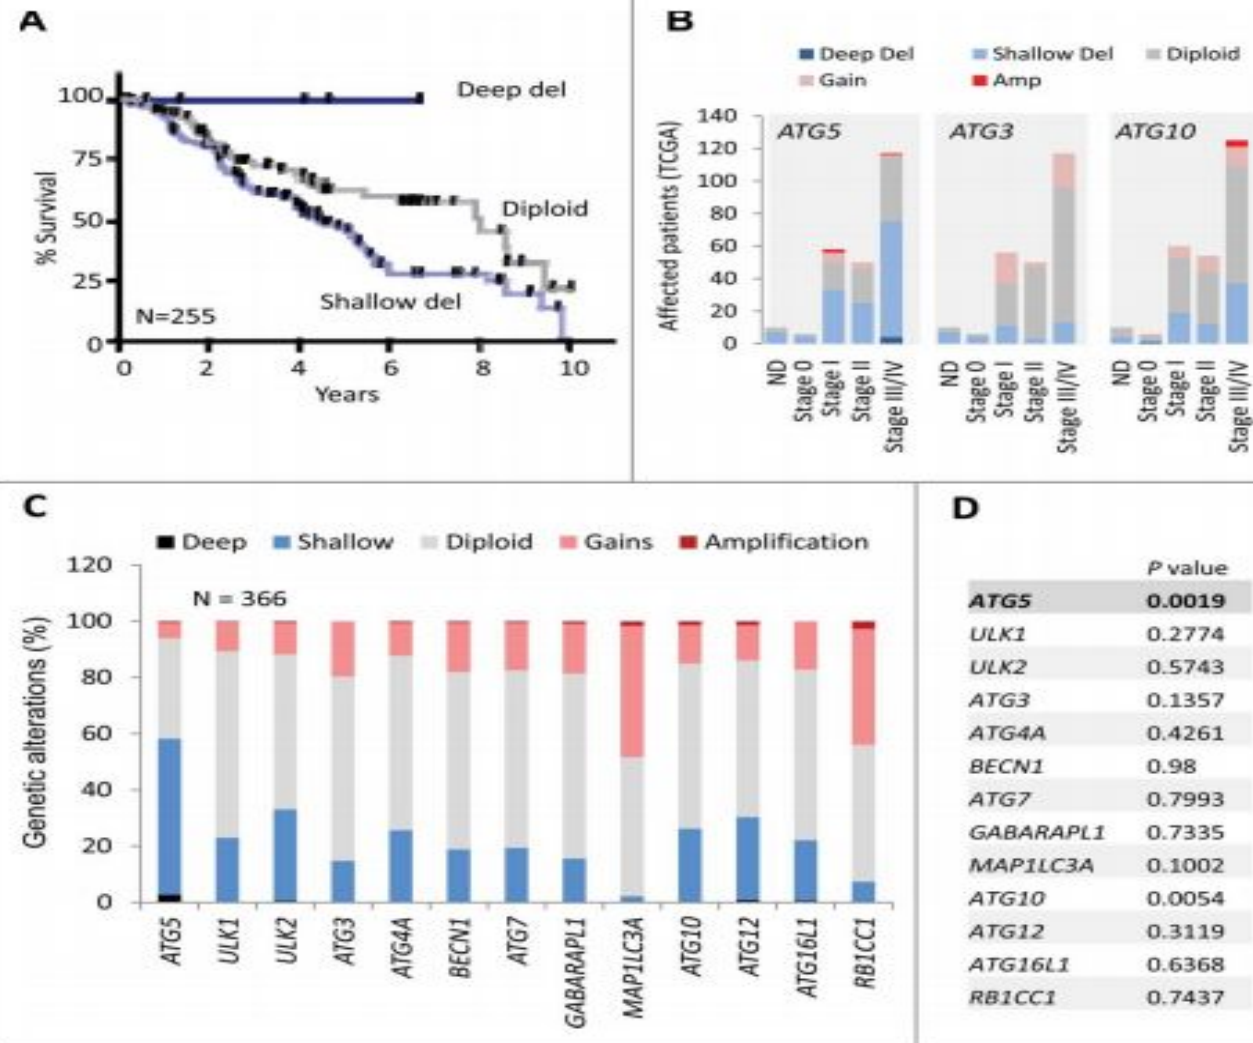 A
100
75
50
25
0
% Survival
Deep del
Diploid
Shallow del
N=255
0 2 4 6 8 10
Years
B
Deep Del Shallow Del Diploid
Gain Amp
Affected patients (TCGA)
140
120
100
80
60
40
20
0
ATG5 ATG3 ATG10
ND Stage 0 Stage I Stage II Stage III/IV
ND Stage 0 Stage I Stage II Stage III/IV
ND Stage 0 Stage I Stage II Stage III/IV
C
Deep Shallow Diploid Gains Amplification
N = 366
Genetic alterations (%)
120
100
80
60
40
20
0
ATG5 ULK1 ULK2 ATG3 ATG4A BECN1 ATG7 GABARAPL1 MAP1LC3A ATG10 ATG12 ATG16L1 RB1CC1
D
P value
ATG5 0.0019
ULK1 0.2774
ULK2 0.5743
ATG3 0.1357
ATG4A 0.4261
BECN1 0.98
ATG7 0.7993
GABARAPL1 0.7335
MAP1LC3A 0.1002
ATG10 0.0054
ATG12 0.3119
ATG16L1 0.6368
RB1CC1 0.7437